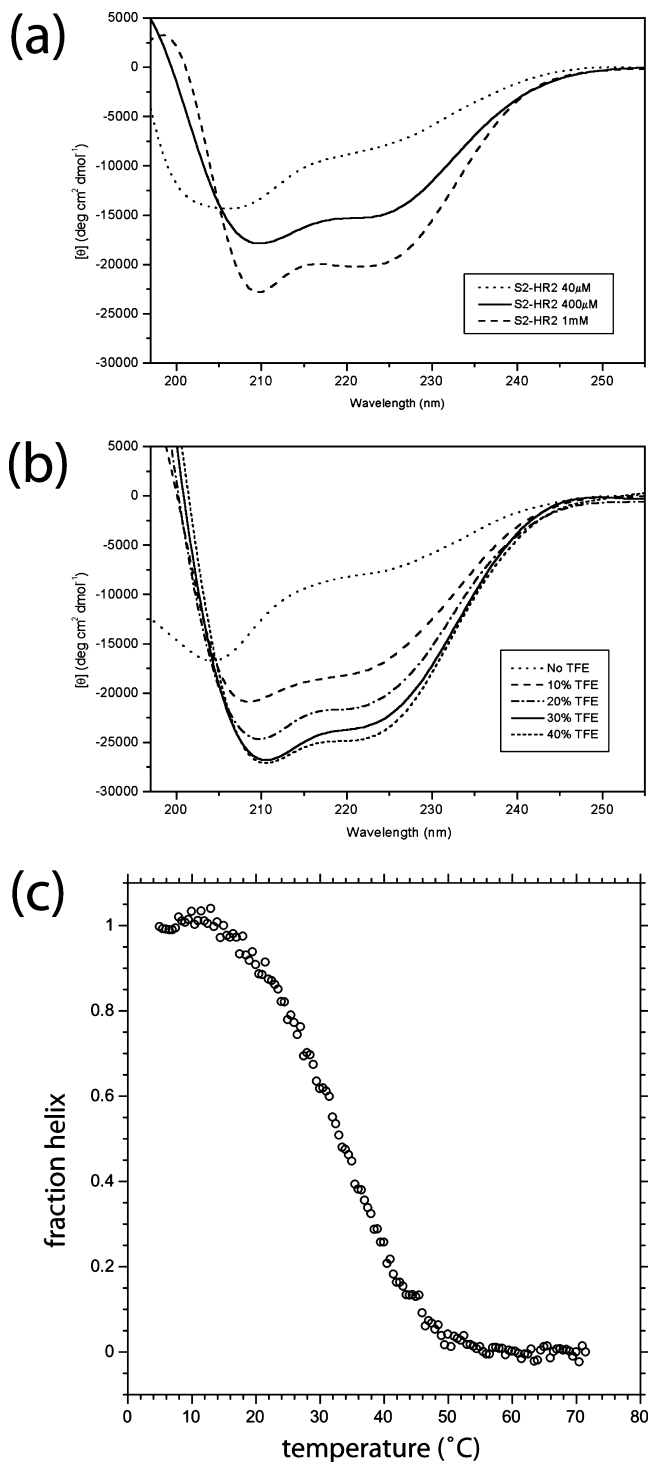 (a)
5000
0
-5000
-10000
-15000
-20000
-25000
-30000
[θ] (deg cm² dmol⁻¹)
S2-HR2 40µM
S2-HR2 400µM
S2-HR2 1mM
200 210 220 230 240 250
Wavelength (nm)
(b)
5000
0
-5000
-10000
-15000
-20000
-25000
-30000
[θ] (deg cm² dmol⁻¹)
No TFE
10% TFE
20% TFE
30% TFE
40% TFE
200 210 220 230 240 250
Wavelength (nm)
(c)
1
0.8
0.6
0.4
0.2
0
fraction helix
0 10 20 30 40 50 60 70 80
temperature (˚C)